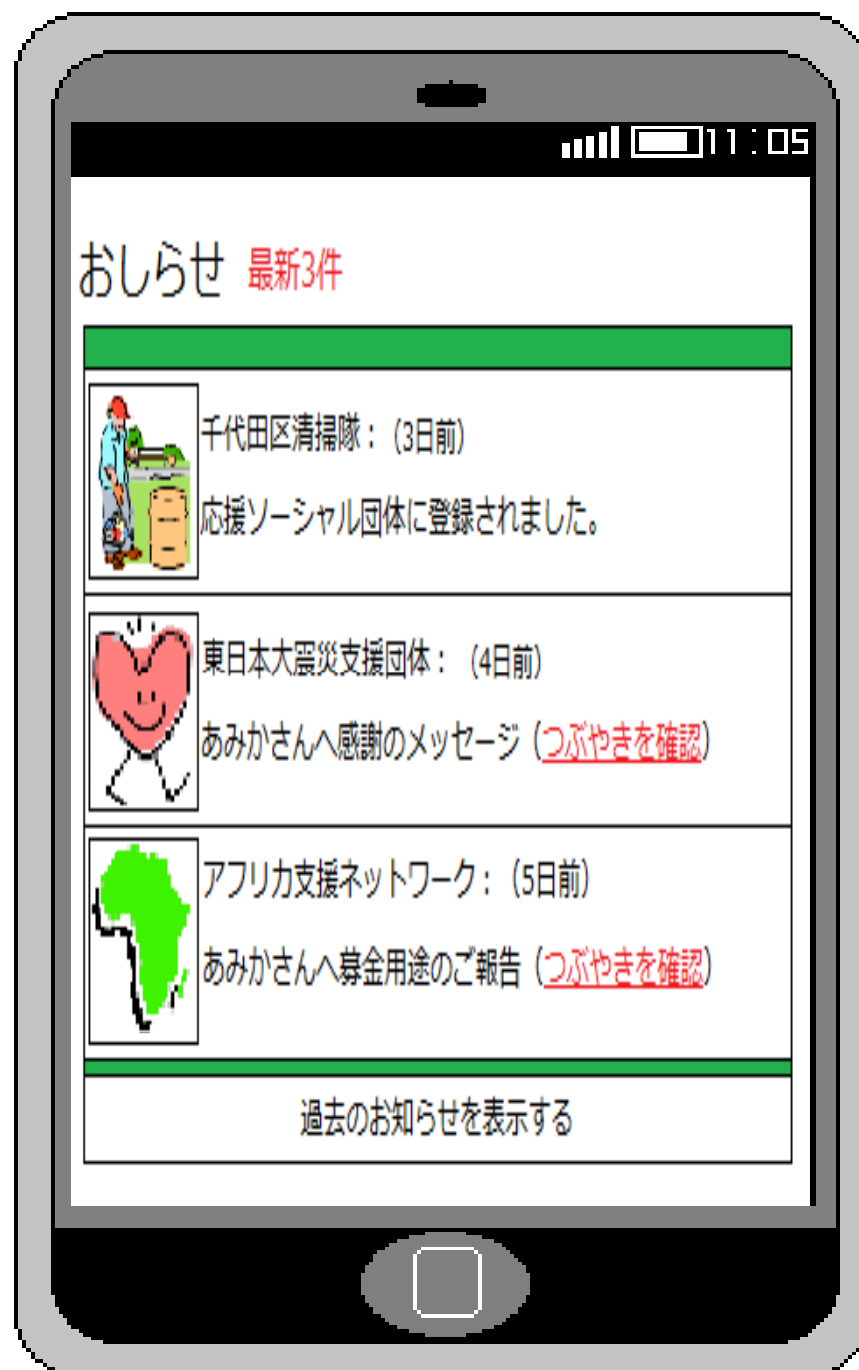 11:05
おしらせ 最新3件
千代田区清掃隊：（3日前）
応援ソーシャル団体に登録されました。
東日本大震災支援団体：（4日前）
あみかさんへ感謝のメッセージ（つぶやきを確認）
アフリカ支援ネットワーク：（5日前）
あみかさんへ募金用途のご報告（つぶやきを確認）
過去のお知らせを表示する